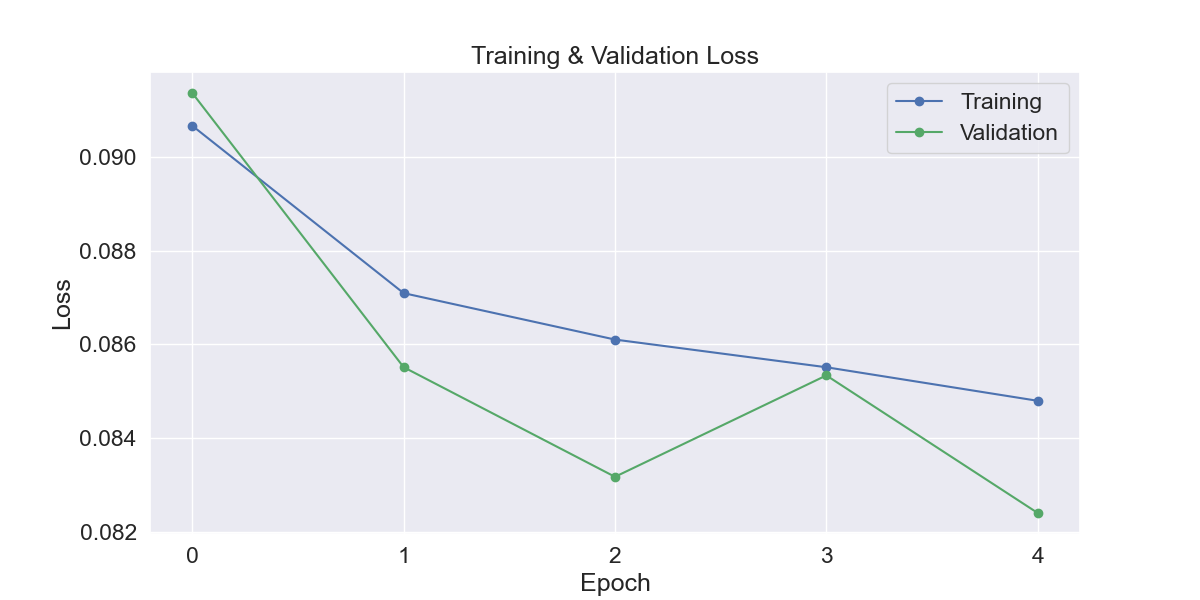 Training & Validation Loss
Training
Validation
0.090
0.088
0.086
0.084
0.082
Loss
0
1
2
3
4
Epoch